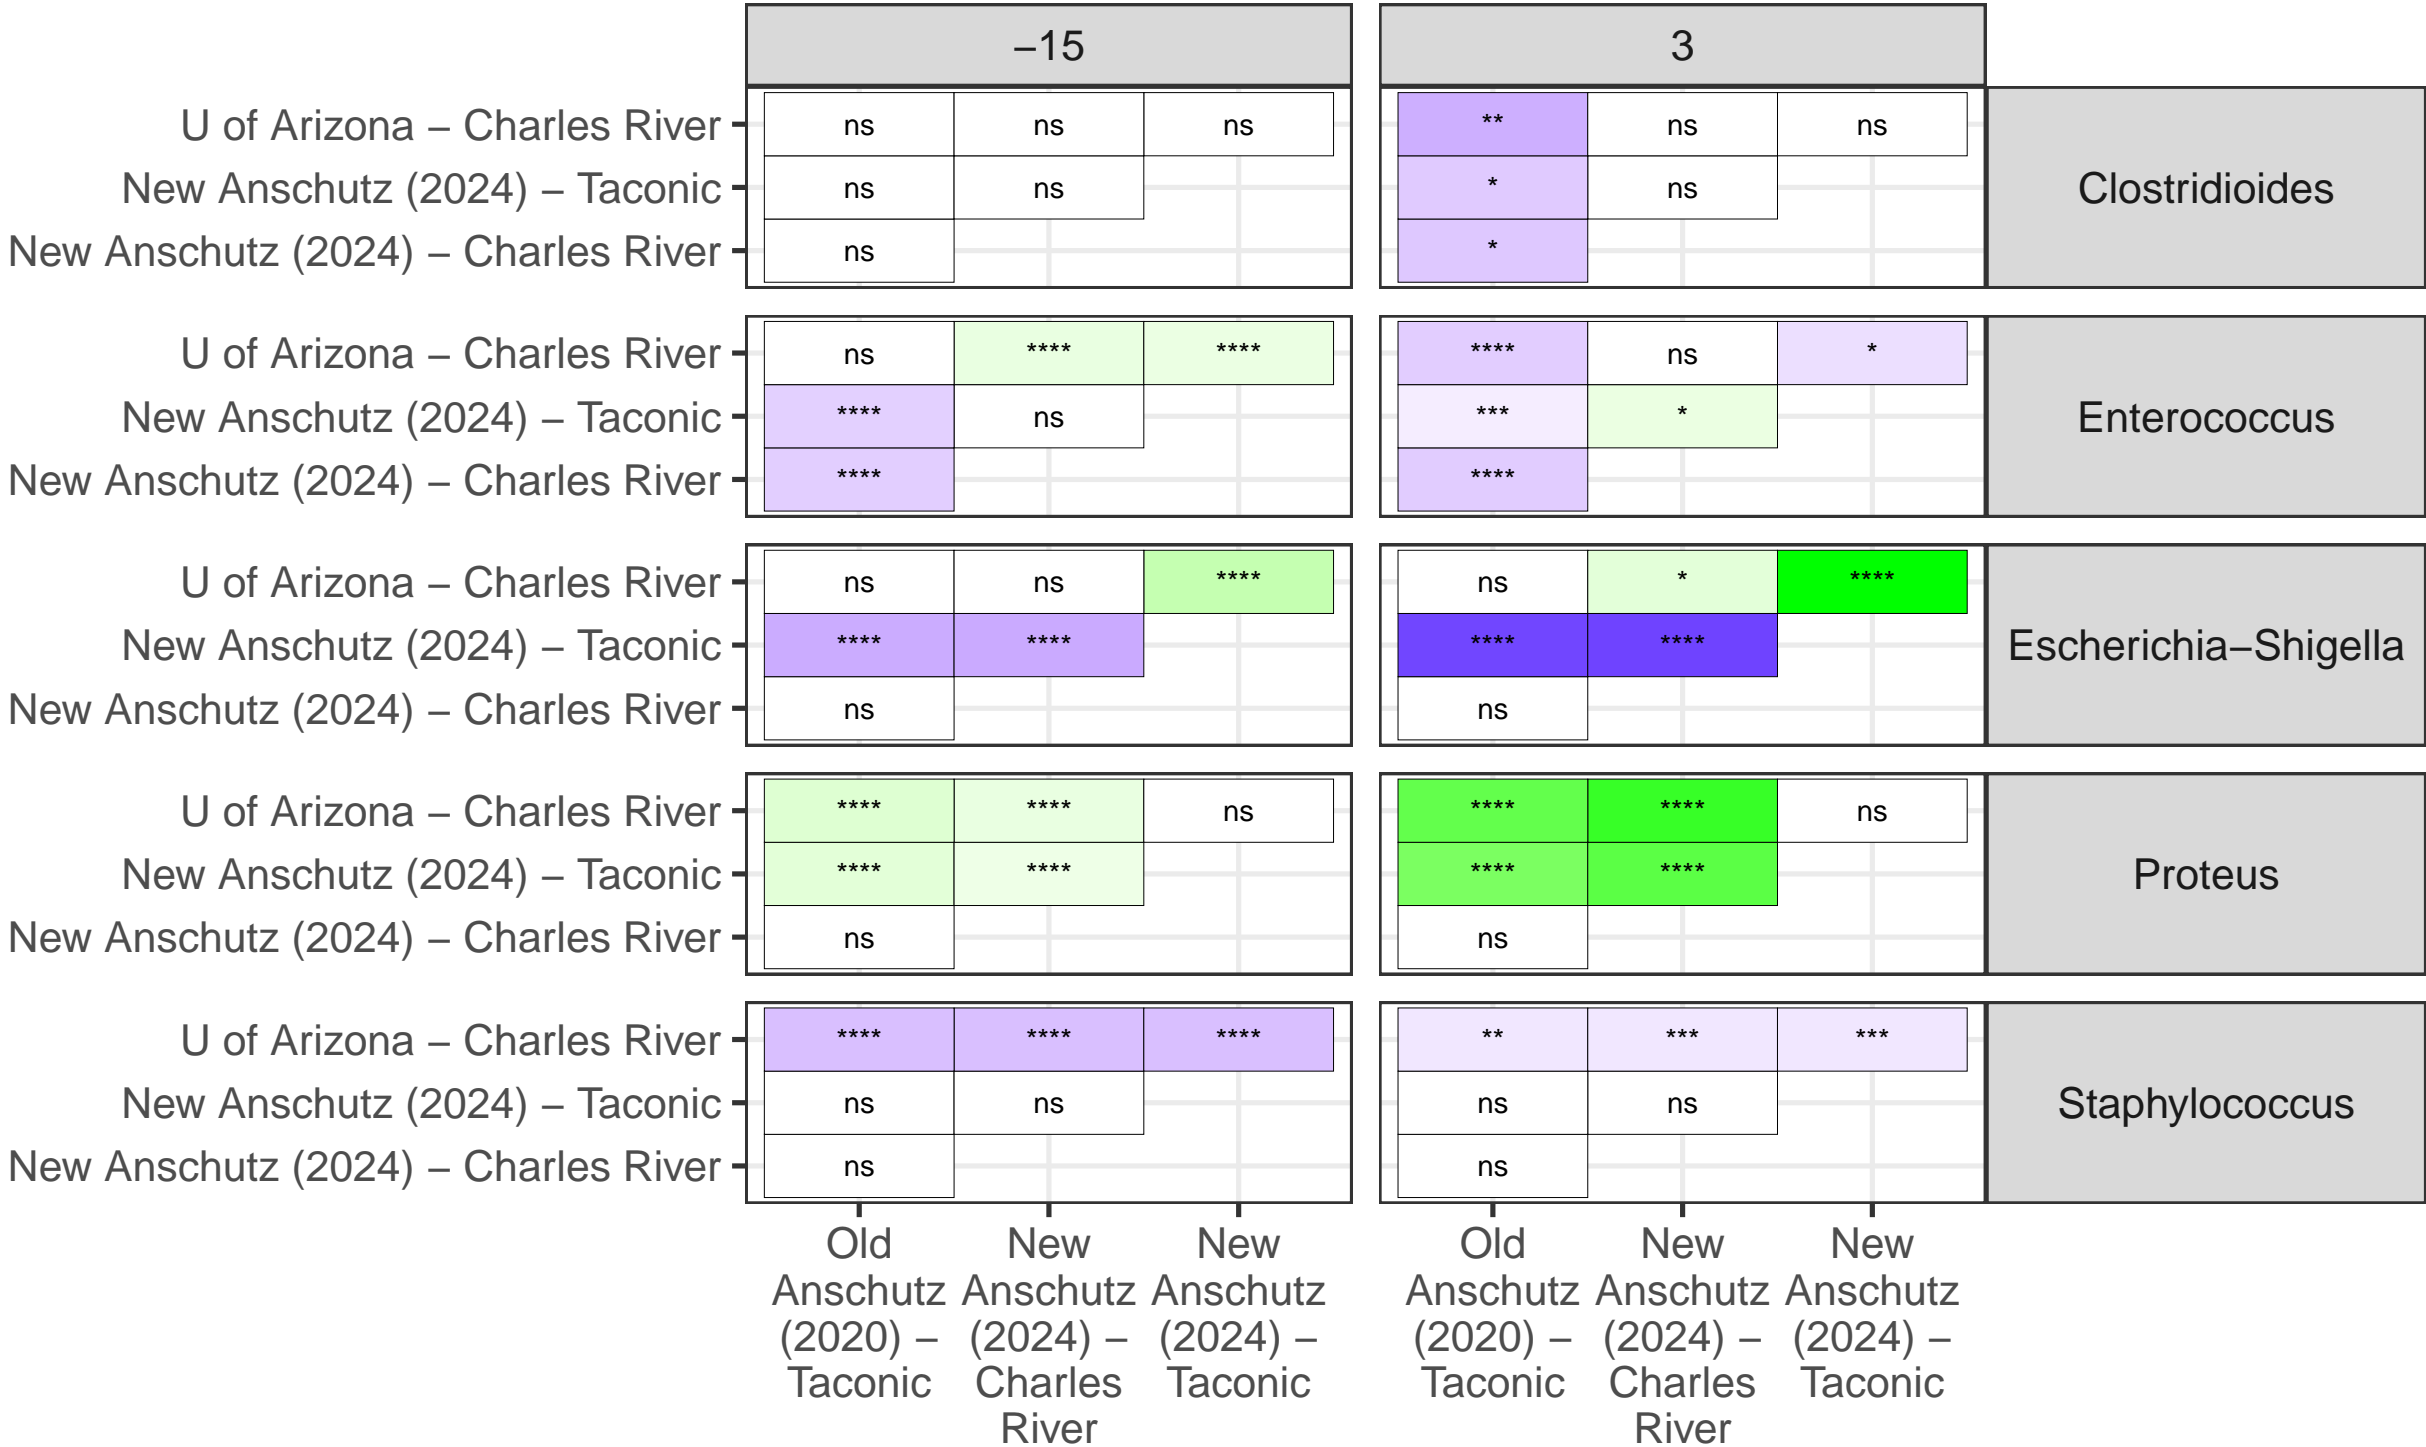 –15 3
U of Arizona – Charles River ns ns ns ** ns ns
New Anschutz (2024) – Taconic ns ns * ns
New Anschutz (2024) – Charles River ns *
Clostridioides
U of Arizona – Charles River ns **** **** **** ns *
New Anschutz (2024) – Taconic **** ns *** *
New Anschutz (2024) – Charles River **** ****
Enterococcus
U of Arizona – Charles River ns ns **** ns * ****
New Anschutz (2024) – Taconic **** **** **** ****
New Anschutz (2024) – Charles River ns ns
Escherichia–Shigella
U of Arizona – Charles River **** **** ns **** **** ns
New Anschutz (2024) – Taconic **** **** **** ****
New Anschutz (2024) – Charles River ns ns
Proteus
U of Arizona – Charles River **** **** **** ** *** ***
New Anschutz (2024) – Taconic ns ns ns ns
New Anschutz (2024) – Charles River ns ns
Staphylococcus
Old New New Old New New
Anschutz Anschutz Anschutz Anschutz Anschutz Anschutz
(2020) – (2024) – (2024) – (2020) – (2024) – (2024) –
Taconic Charles Taconic Taconic Charles Taconic
River River